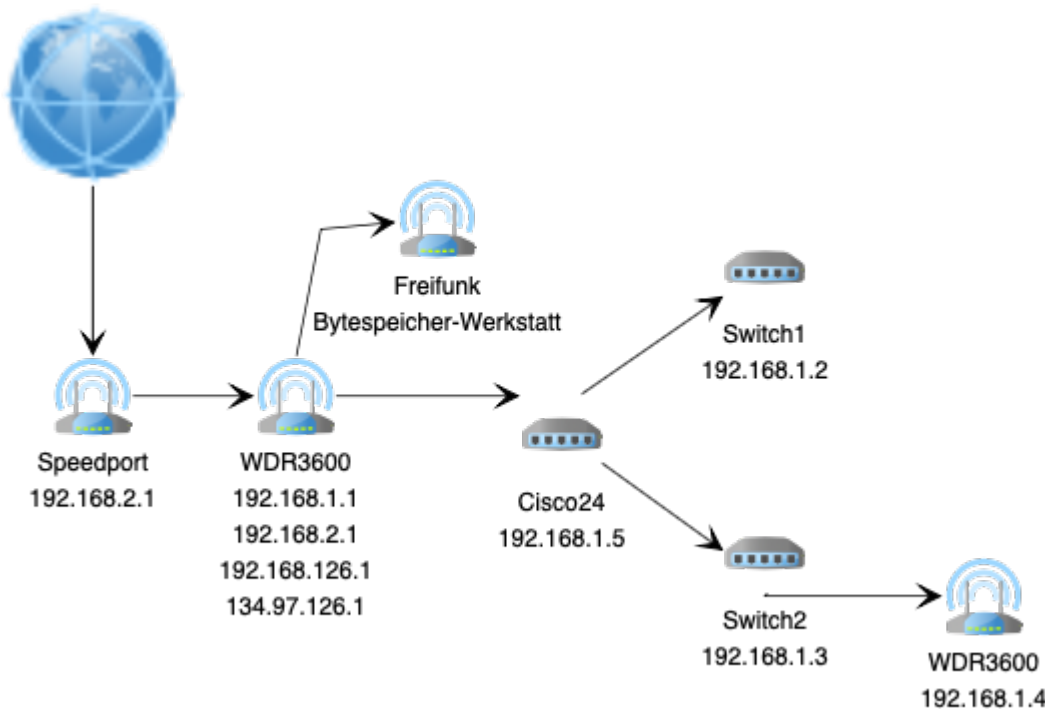 Freifunk
Bytespeicher-Werkstatt
Switch1
192.168.1.2
Speedport
192.168.2.1
WDR3600
192.168.1.1
192.168.2.1
192.168.126.1
134.97.126.1
Cisco24
192.168.1.5
Switch2
192.168.1.3
WDR3600
192.168.1.4